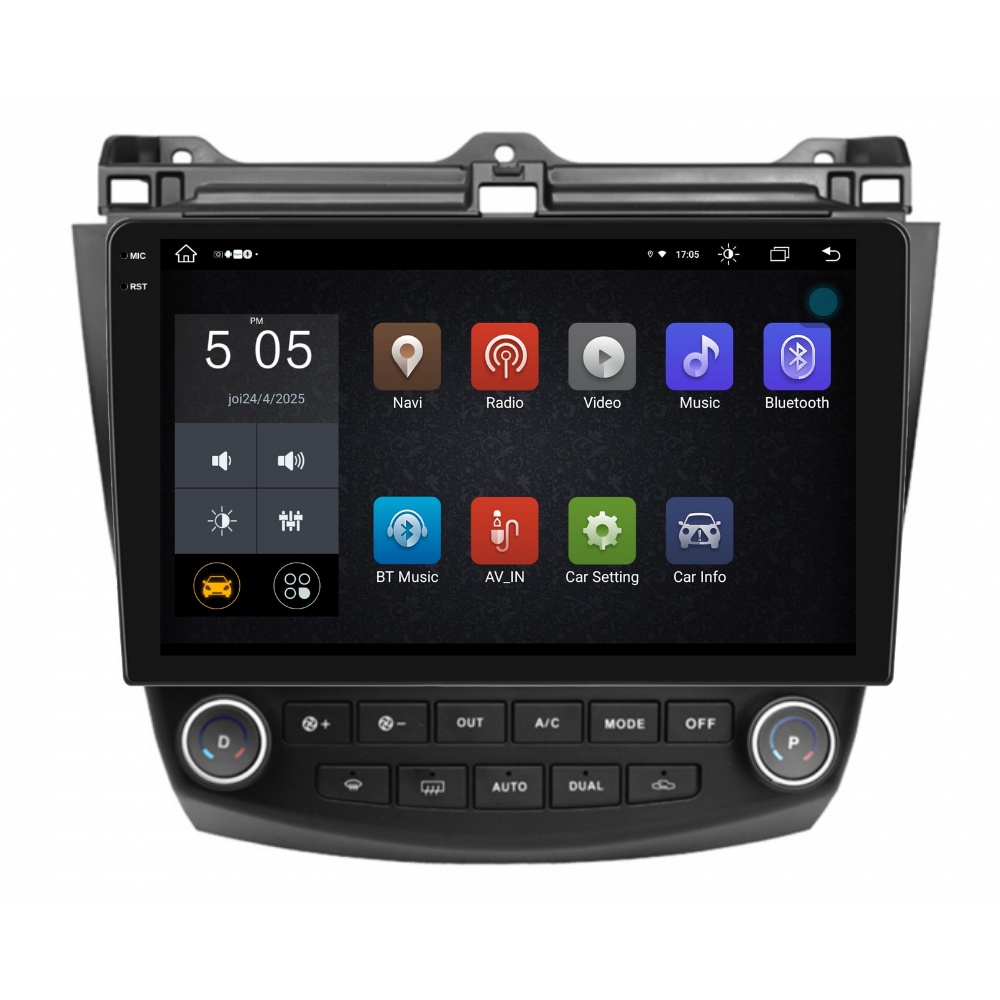 MIC
RST
17:05
PM
5 05
joi24/4/2025
Navi
Radio
Video
Music
Bluetooth
BT Music
AV_IN
Car Setting
Car Info
D
+
-
OUT
A/C
MODE
OFF
P
AUTO
DUAL